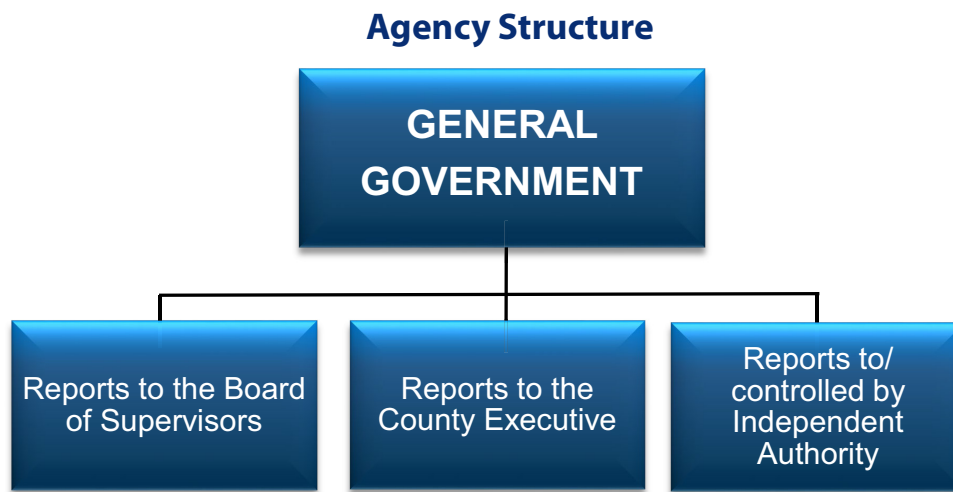 Agency Structure
GENERAL
GOVERNMENT
Reports to the Board
of Supervisors
Reports to the
County Executive
Reports to/
controlled by
Independent
Authority